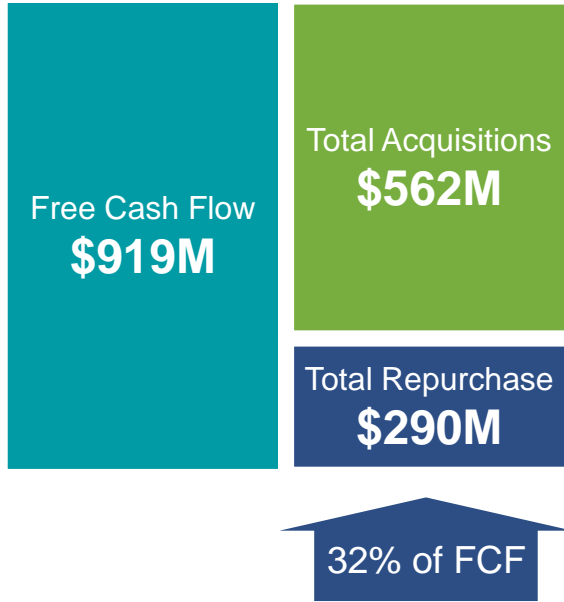 Free Cash Flow
$919M
Total Acquisitions
$562M
Total Repurchase
$290M
32% of FCF